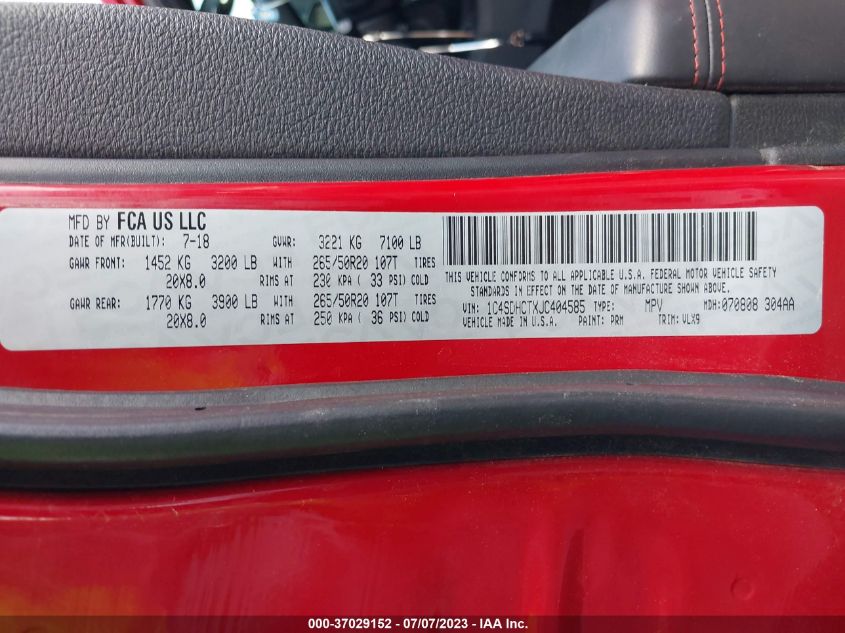 MFD BY FCA US LLC
DATE OF MFR(BUILT): 7-18 GVWR: 3221 KG 7100 LB
GAWR FRONT: 1452 KG 3200 LB WITH 265/50R20 107T TIRES
20X8.0 RIMS AT 230 KPA ( 33 PSI) COLD
GAWR REAR: 1770 KG 3900 LB WITH 265/50R20 107T TIRES
20X8.0 RIMS AT 250 KPA ( 36 PSI) COLD
THIS VEHICLE CONFORMS TO ALL APPLICABLE U.S.A. FEDERAL MOTOR VEHICLE SAFETY
STANDARDS IN EFFECT ON THE DATE OF MANUFACTURE SHOWN ABOVE.
VIN: 1C4SDHCTXJC404585 TYPE: MPV MDH:070808 304AA
VEHICLE MADE IN U.S.A. PAINT: PRM TRIM: VLX9
000-37029152 - 07/07/2023 - IAA Inc.